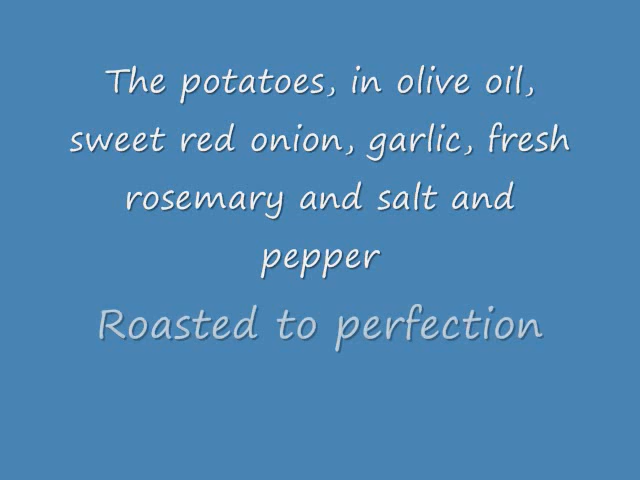 The potatoes, in olive oil,
sweet red onion, garlic, fresh
rosemary and salt and
pepper
Roasted to perfection